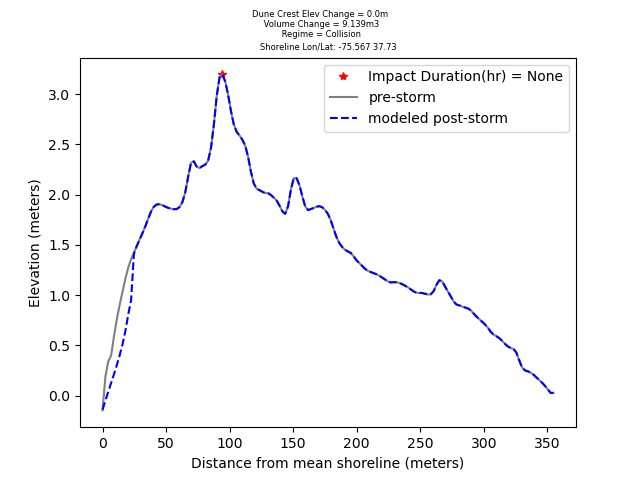 Dune Crest Elev Change = 0.0m
Volume Change = 9.139m3
Regime = Collision
Shoreline Lon/Lat: -75.567 37.73
Impact Duration(hr) = None
pre-storm
modeled post-storm
Elevation (meters)
3.0
2.5
2.0
1.5
1.0
0.5
0.0
0 50 100 150 200 250 300 350
Distance from mean shoreline (meters)